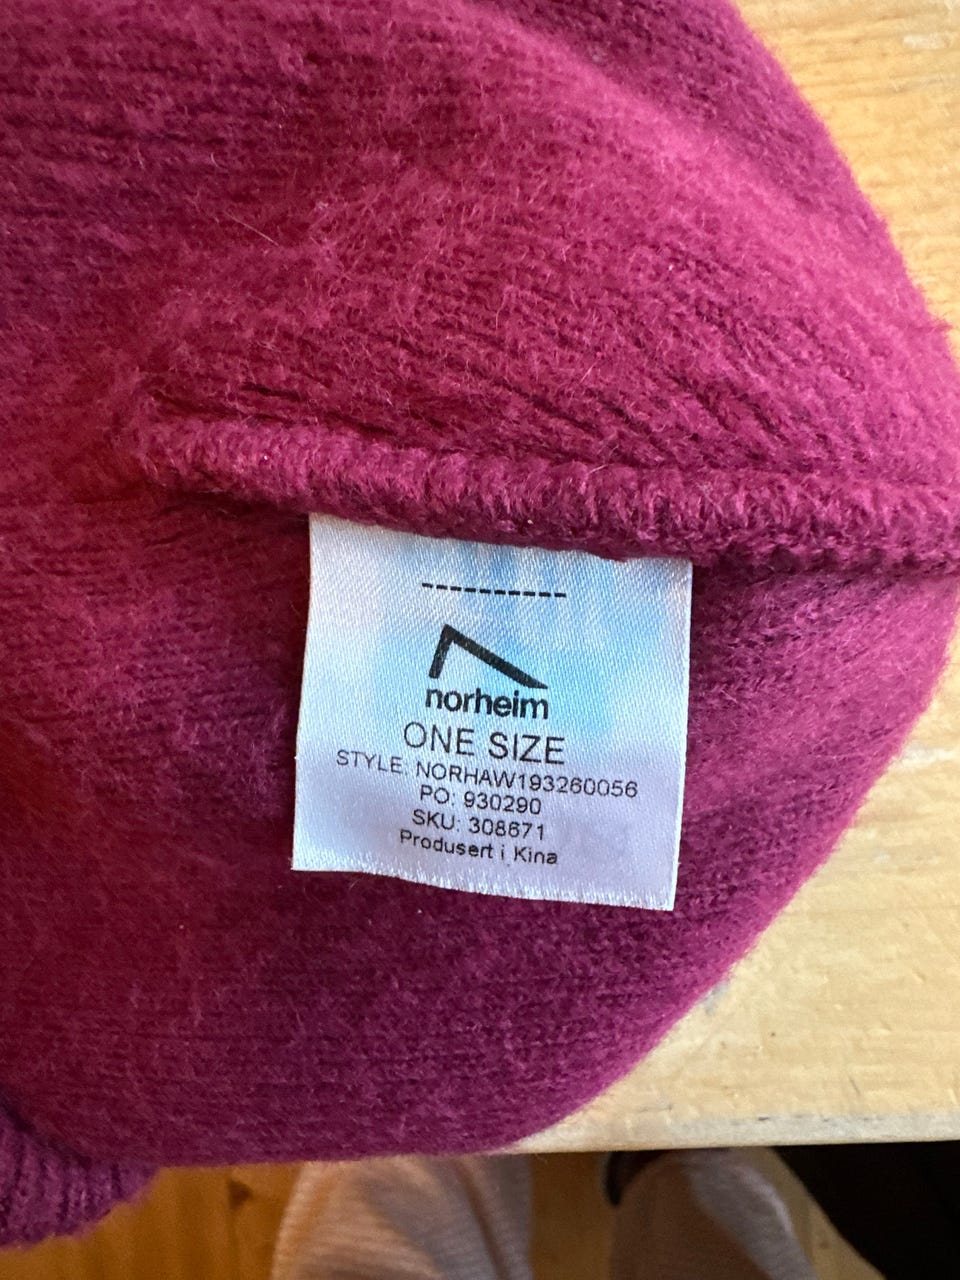 ----------
norheim
ONE SIZE
STYLE: NORHAW193260056
PO: 930290
SKU: 308671
Produsert i Kina